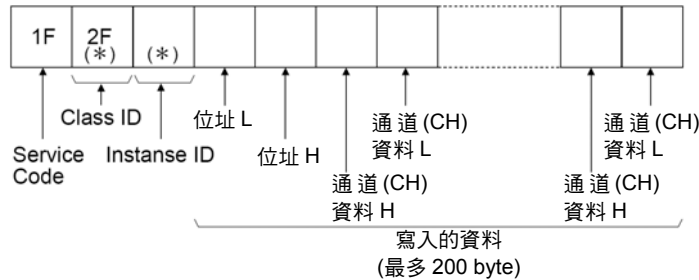 1F
2F
(*)
(*)
Class ID
Service
Code
Instanse ID
位址 L
位址 H
通道 (CH)
資料 H
通道 (CH)
資料 L
通道 (CH)
資料 H
通道 (CH)
資料 L
寫入的資料
(最多 200 byte)